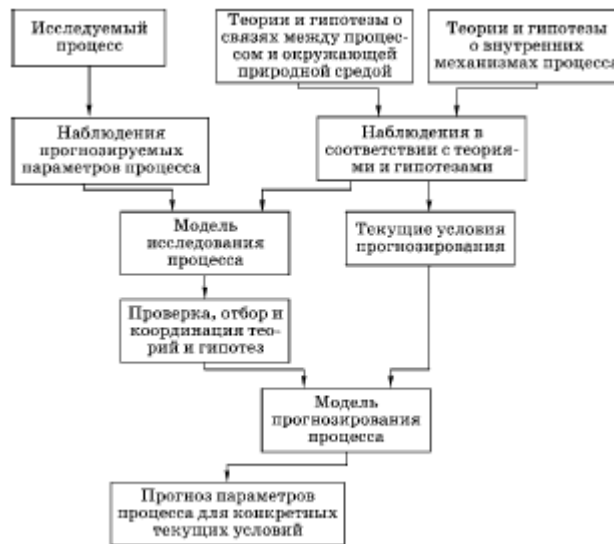 Исследуемый
процесс
Теории и гипотезы о
связях между процес-
сом и окружающей
природной средой
Теории и гипотезы
о внутренних
механизмах процесса
Наблюдения
прогнозируемых
параметров процесса
Наблюдения в
соответствии с теория-
ми и гипотезами
Модель
исследования
процесса
Текущие условия
прогнозирования
Проверка, отбор и
координация тео-
рий и гипотез
Модель
прогнозирования
процесса
Прогноз параметров
процесса для конкретных
текущих условий